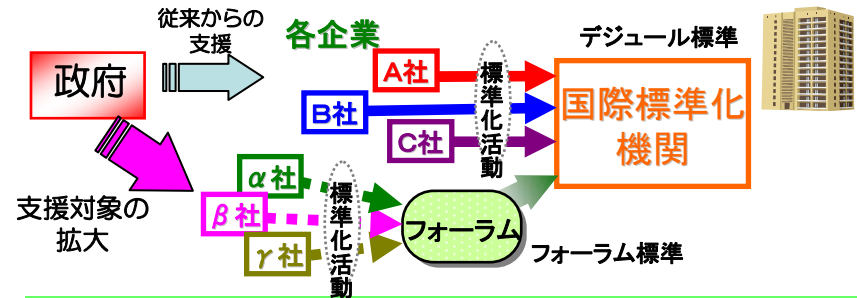 従来からの
支援
各企業
デジュール標準
政府
A社
B社
C社
標準化活動
国際標準化
機関
支援対象の
拡大
α社
β社
γ社
標準化活動
フォーラム
フォーラム標準